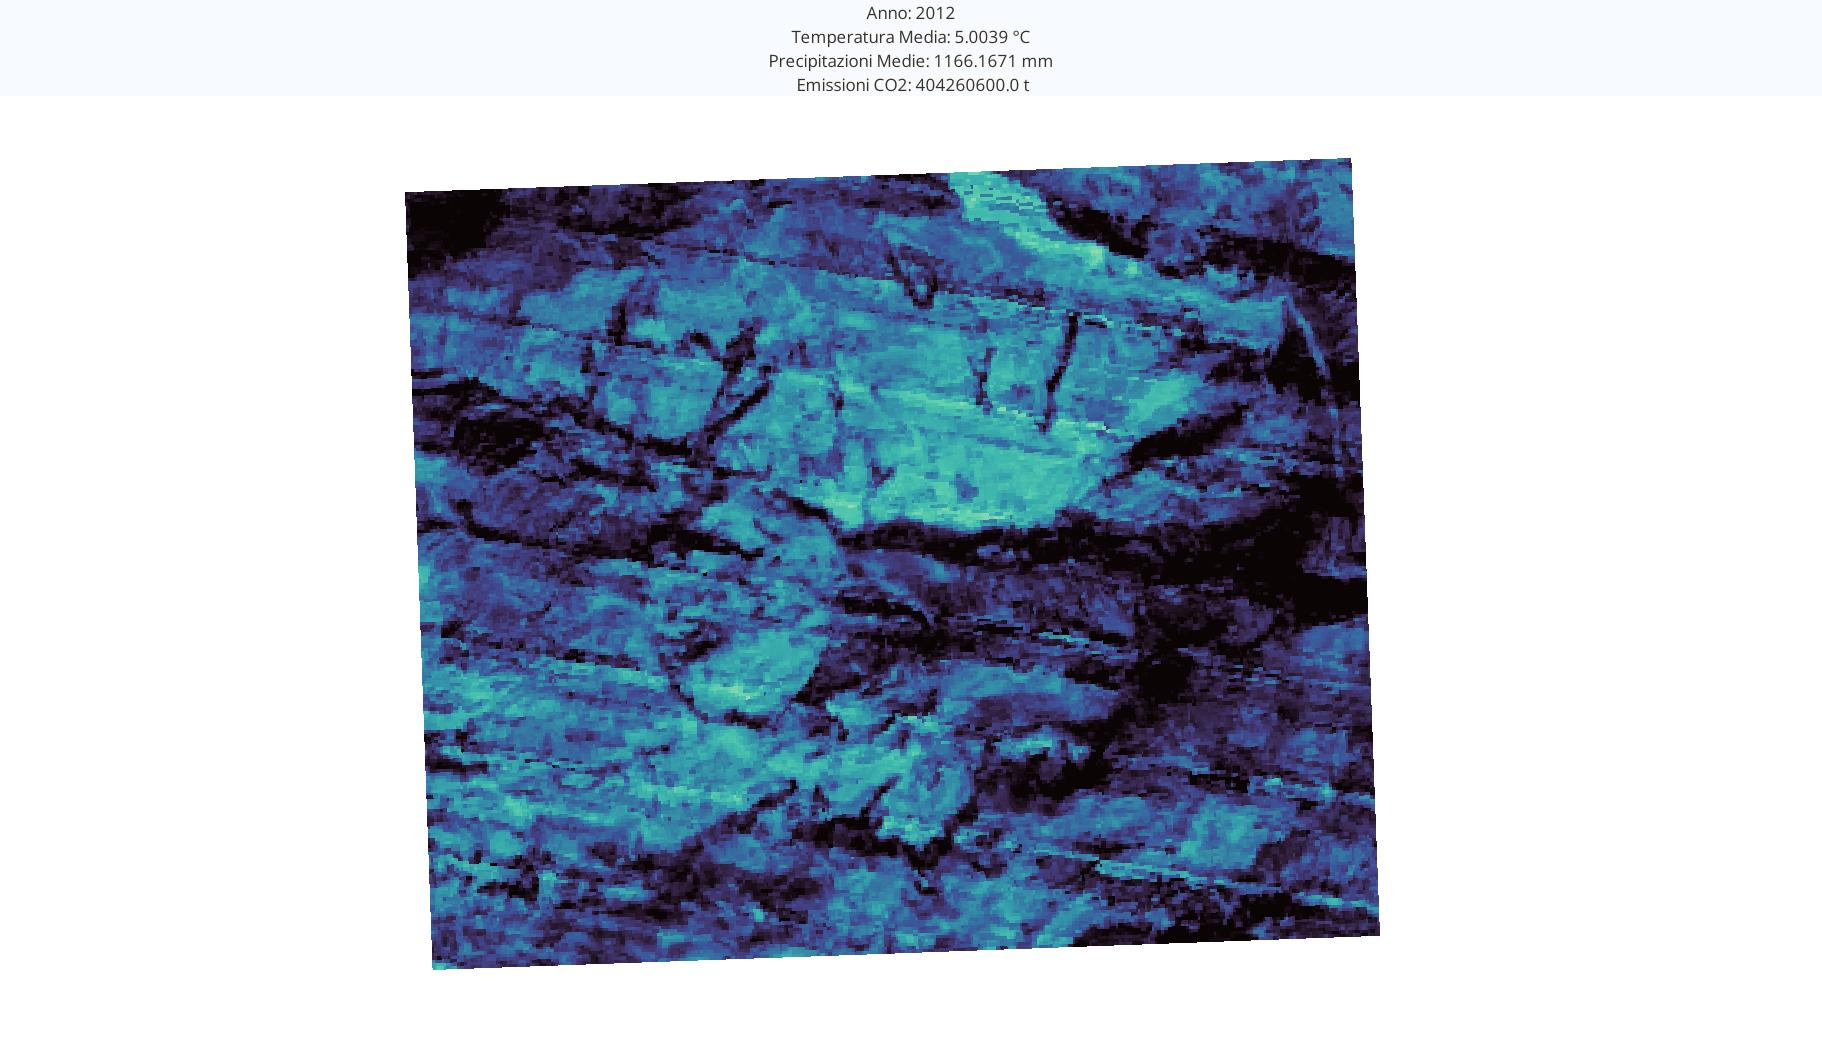 Anno: 2012
Temperatura Media: 5.0039 °C
Precipitazioni Medie: 1166.1671 mm
Emissioni CO2: 404260600.0 t